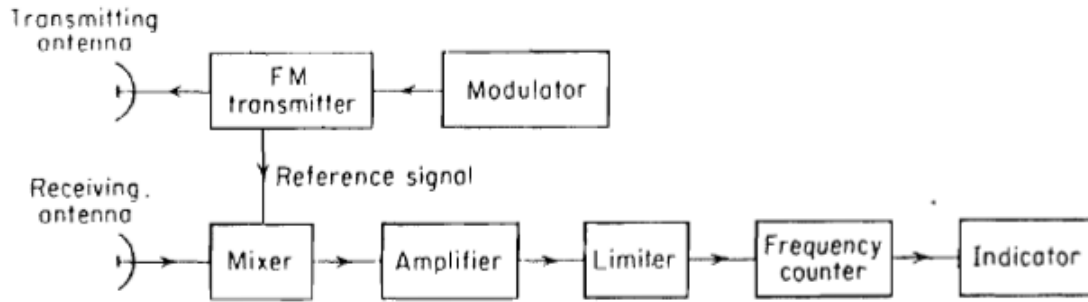 Transmitting
antenna
FM
transmitter
Modulator
Reference signal
Receiving.
antenna
Mixer
Amplifier
Limiter
Frequency
counter
Indicator